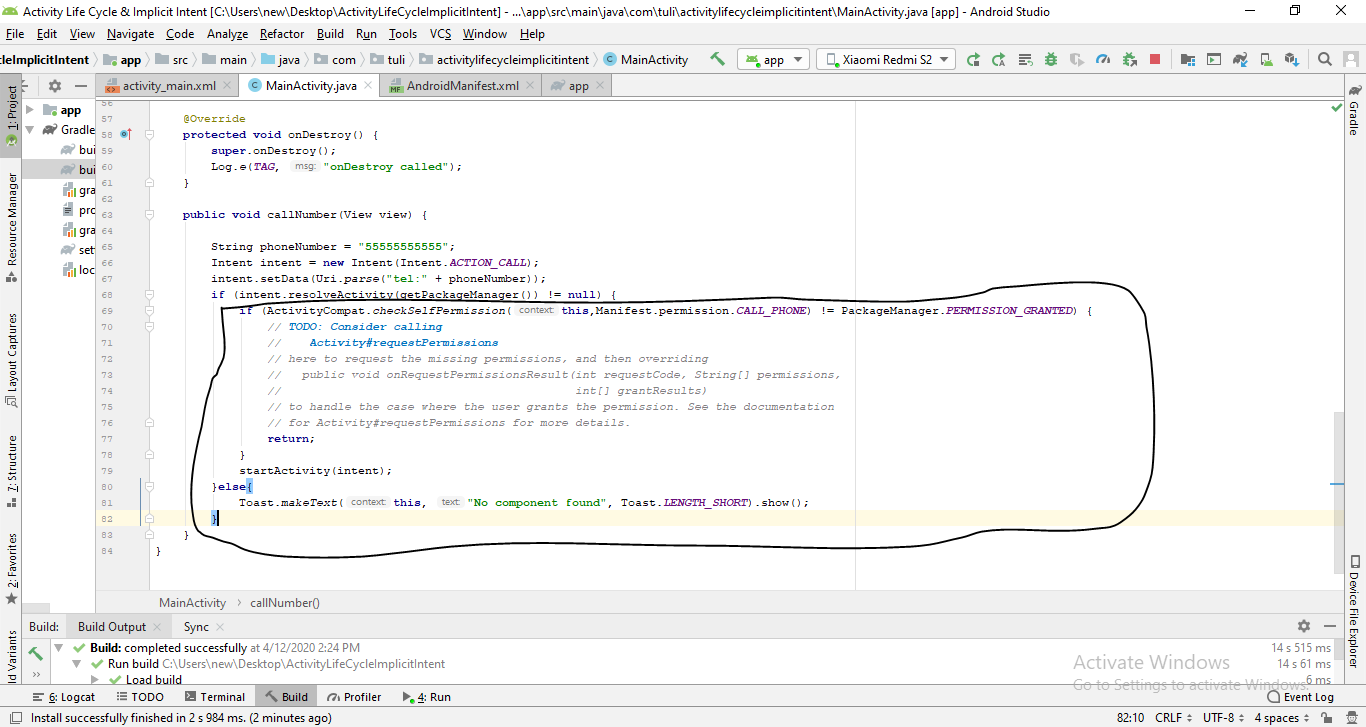 Activity Life Cycle & Implicit Intent [C:\Users\new\Desktop\ActivityLifeCycleImplicitIntent] - ...\app\src\main\java\com\tuli\activitylifecycleimplicitintent\MainActivity.java [app] - Android Studio
File Edit View Navigate Code Analyze Refactor Build Run Tools VCS Window Help
cleImplicitIntent app src main java com tuli activitylifecycleimplicitintent MainActivity app Xiaomi Redmi S2
activity_main.xml MainActivity.java AndroidManifest.xml app
1: Project
Resource Manager
Layout Captures
7: Structure
2: Favorites
ld Variants
app
Gradle
bui
bui
gra
pro
gra
set
loc
56
57 @Override
58 protected void onDestroy() {
59 super.onDestroy();
60 Log.e(TAG, msg: "onDestroy called");
61 }
62
63 public void callNumber(View view) {
64
65 String phoneNumber = "55555555555";
66 Intent intent = new Intent(Intent.ACTION_CALL);
67 intent.setData(Uri.parse("tel:" + phoneNumber));
68 if (intent.resolveActivity(getPackageManager()) != null) {
69 if (ActivityCompat.checkSelfPermission( context: this,Manifest.permission.CALL_PHONE) != PackageManager.PERMISSION_GRANTED) {
70 // TODO: Consider calling
71 // Activity#requestPermissions
72 // here to request the missing permissions, and then overriding
73 // public void onRequestPermissionsResult(int requestCode, String[] permissions,
74 // int[] grantResults)
75 // to handle the case where the user grants the permission. See the documentation
76 // for Activity#requestPermissions for more details.
77 return;
78 }
79 startActivity(intent);
80 }else{
81 Toast.makeText( context: this, text: "No component found", Toast.LENGTH_SHORT).show();
82 }
83 }
84 }
Gradle
Device File Explorer
MainActivity > callNumber()
Build: Build Output Sync
Build: completed successfully at 4/12/2020 2:24 PM 14 s 515 ms
Run build C:\Users\new\Desktop\ActivityLifeCycleImplicitIntent 14 s 61 ms
Load build 6 ms
Activate Windows
Go to Settings to activate Windows.
6: Logcat TODO Terminal Build Profiler 4: Run Event Log
Install successfully finished in 2 s 984 ms. (2 minutes ago) 82:10 CRLF UTF-8 4 spaces